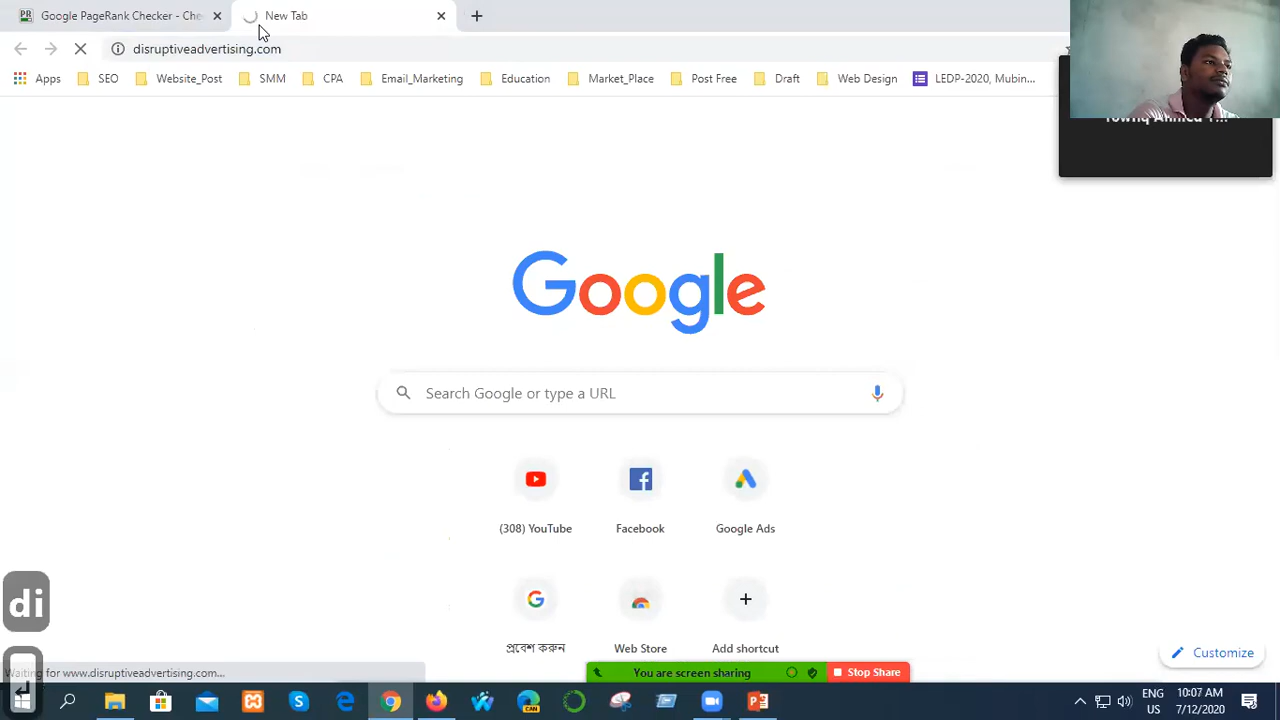 Google PageRank Checker - Che
New Tab
disruptiveadvertising.com
Apps
SEO
Website_Post
SMM
CPA
Email_Marketing
Education
Market_Place
Post Free
Draft
Web Design
LEDP-2020, Mubin...
Google
Search Google or type a URL
(308) YouTube
Facebook
Google Ads
প্রবেশ করুন
Web Store
Add shortcut
Customize
di
Waiting for www.disruptiveadvertising.com...
You are screen sharing
Stop Share
CAN
ENG
US
10:07 AM
7/12/2020